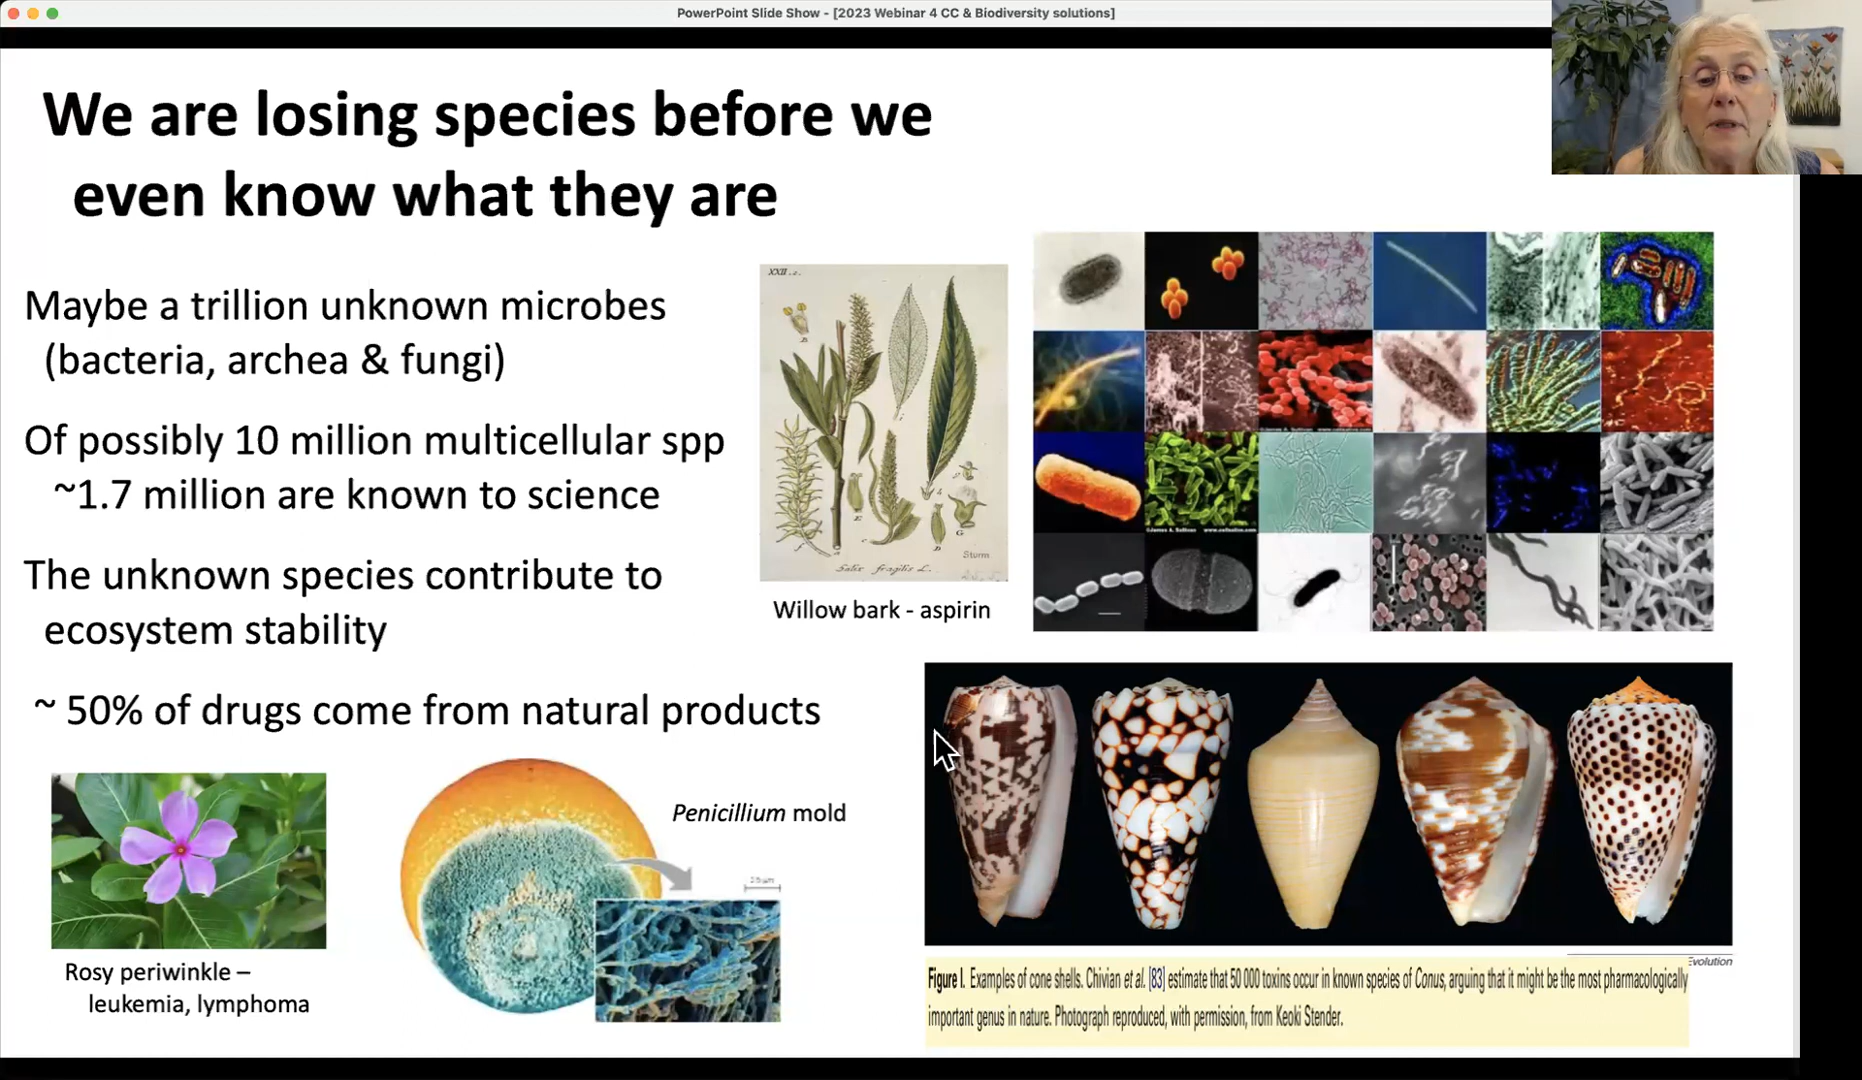 PowerPoint Slide Show - [2023 Webinar 4 CC & Biodiversity solutions]
We are losing species before we
even know what they are
Maybe a trillion unknown microbes
(bacteria, archea & fungi)
Of possibly 10 million multicellular spp
~1.7 million are known to science
The unknown species contribute to
ecosystem stability
~ 50% of drugs come from natural products
XXII.
Sturm
Salix fragilis L.
Willow bark - aspirin
Penicillium mold
Rosy periwinkle –
leukemia, lymphoma
Evolution
Figure I. Examples of cone shells. Chivian et al. [83] estimate that 50 000 toxins occur in known species of Conus, arguing that it might be the most pharmacologically
important genus in nature. Photograph reproduced, with permission, from Keoki Stender.